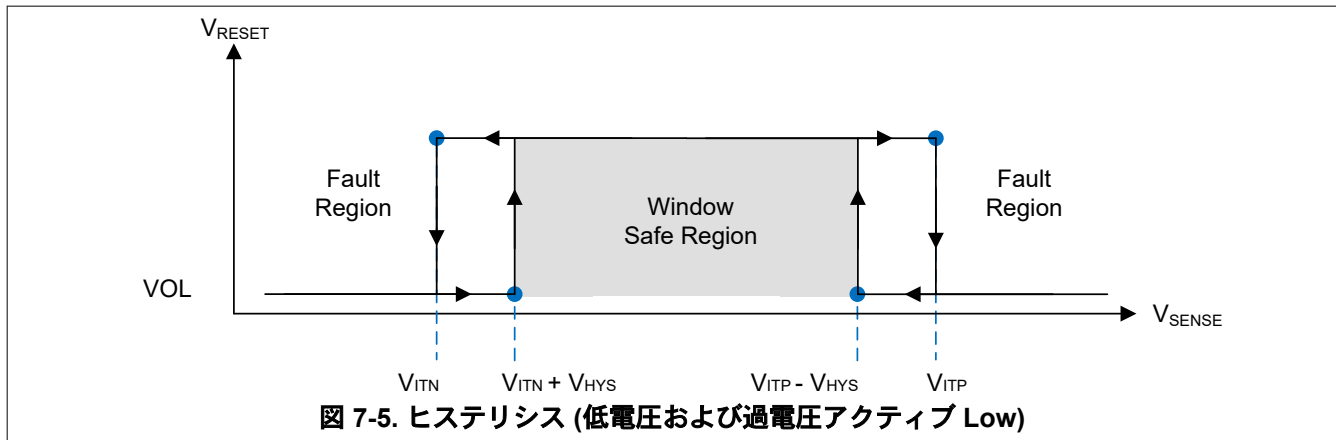 VRESET
Fault
Region
Window
Safe Region
Fault
Region
VOL
VSENSE
VITN
VITN + VHYS
VITP - VHYS
VITP
図 7-5. ヒステリシス (低電圧および過電圧アクティブ Low)